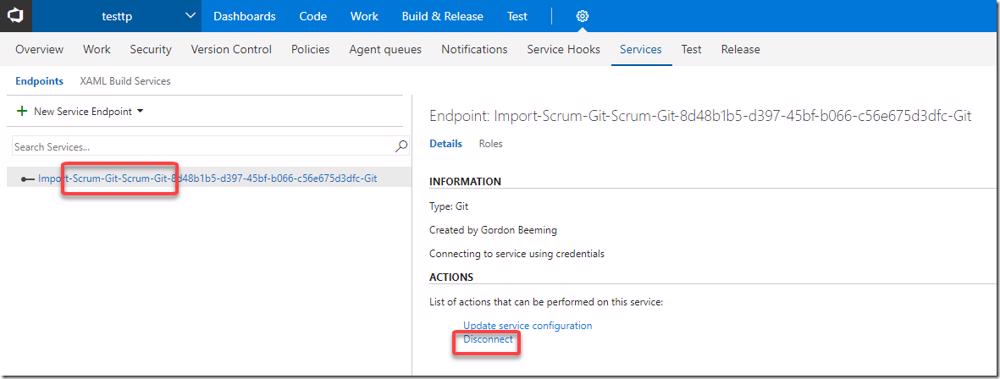 testtp Dashboards Code Work Build & Release Test
Overview Work Security Version Control Policies Agent queues Notifications Service Hooks Services Test Release
Endpoints XAML Build Services
+ New Service Endpoint
Search Services...
Import-Scrum-Git-Scrum-Git-8d48b1b5-d397-45bf-b066-c56e675d3dfc-Git
Endpoint: Import-Scrum-Git-Scrum-Git-8d48b1b5-d397-45bf-b066-c56e675d3dfc-Git
Details Roles
INFORMATION
Type: Git
Created by Gordon Beeming
Connecting to service using credentials
ACTIONS
List of actions that can be performed on this service:
Update service configuration
Disconnect